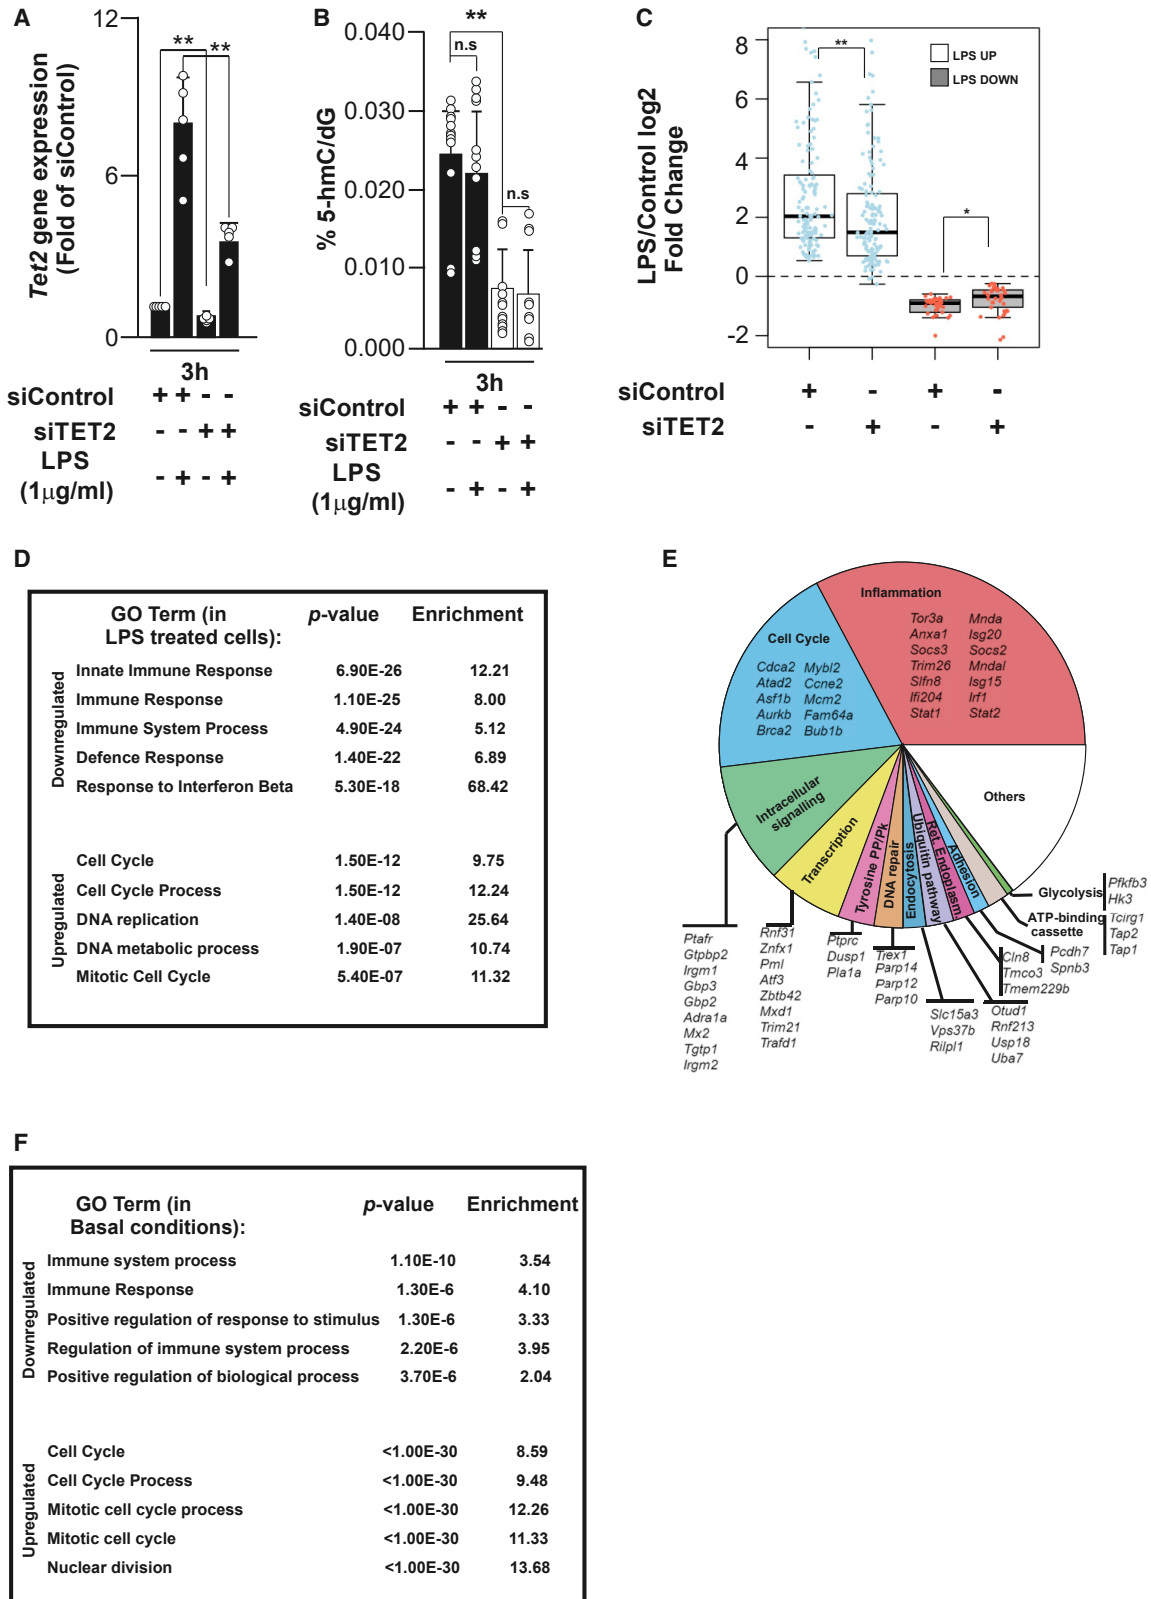 A
12
6
0
Tet2 gene expression
(Fold of siControl)
** **
3h
siControl + + - -
siTET2 - - + +
LPS
(1µg/ml) - + - +
B
0.040
0.030
0.020
0.010
0.000
% 5-hmC/dG
**
n.s
n.s
3h
siControl + + - -
siTET2 - - + +
LPS
(1µg/ml) - + - +
C
8
6
4
2
0
-2
LPS/Control log2
Fold Change
**
*
LPS UP
LPS DOWN
siControl + - + -
siTET2 - + - +
D
GO Term (in
LPS treated cells): p-value Enrichment
Downregulated
Innate Immune Response 6.90E-26 12.21
Immune Response 1.10E-25 8.00
Immune System Process 4.90E-24 5.12
Defence Response 1.40E-22 6.89
Response to Interferon Beta 5.30E-18 68.42
Upregulated
Cell Cycle 1.50E-12 9.75
Cell Cycle Process 1.50E-12 12.24
DNA replication 1.40E-08 25.64
DNA metabolic process 1.90E-07 10.74
Mitotic Cell Cycle 5.40E-07 11.32
E
Inflammation
Tor3a Mnda
Anxa1 Isg20
Socs3 Socs2
Trim26 Mndal
Slfn8 Isg15
Ifi204 Irf1
Stat1 Stat2
Cell Cycle
Cdca2 Mybl2
Atad2 Ccne2
Asf1b Mcm2
Aurkb Fam64a
Brca2 Bub1b
Intracellular
signalling
Transcription
Tyrosine PP/Pk
DNA repair
Endocytosis
Ubiquitin pathway
Ret. Endoplasm.
Adhesion
Others
Glycolysis
ATP-binding
cassette
Ptafr
Gtpbp2
Irgm1
Gbp3
Gbp2
Adra1a
Mx2
Tgtp1
Irgm2
Rnf31
Znfx1
Pml
Atf3
Zbtb42
Mxd1
Trim21
Trafd1
Ptprc
Dusp1
Pla1a
Trex1
Parp14
Parp12
Parp10
Slc15a3
Vps37b
Rilpl1
Otud1
Rnf213
Usp18
Uba7
Cln8
Tmco3
Tmem229b
Pcdh7
Spnb3
Pfkfb3
Hk3
Tcirg1
Tap2
Tap1
F
GO Term (in
Basal conditions): p-value Enrichment
Downregulated
Immune system process 1.10E-10 3.54
Immune Response 1.30E-6 4.10
Positive regulation of response to stimulus 1.30E-6 3.33
Regulation of immune system process 2.20E-6 3.95
Positive regulation of biological process 3.70E-6 2.04
Upregulated
Cell Cycle <1.00E-30 8.59
Cell Cycle Process <1.00E-30 9.48
Mitotic cell cycle process <1.00E-30 12.26
Mitotic cell cycle <1.00E-30 11.33
Nuclear division <1.00E-30 13.68